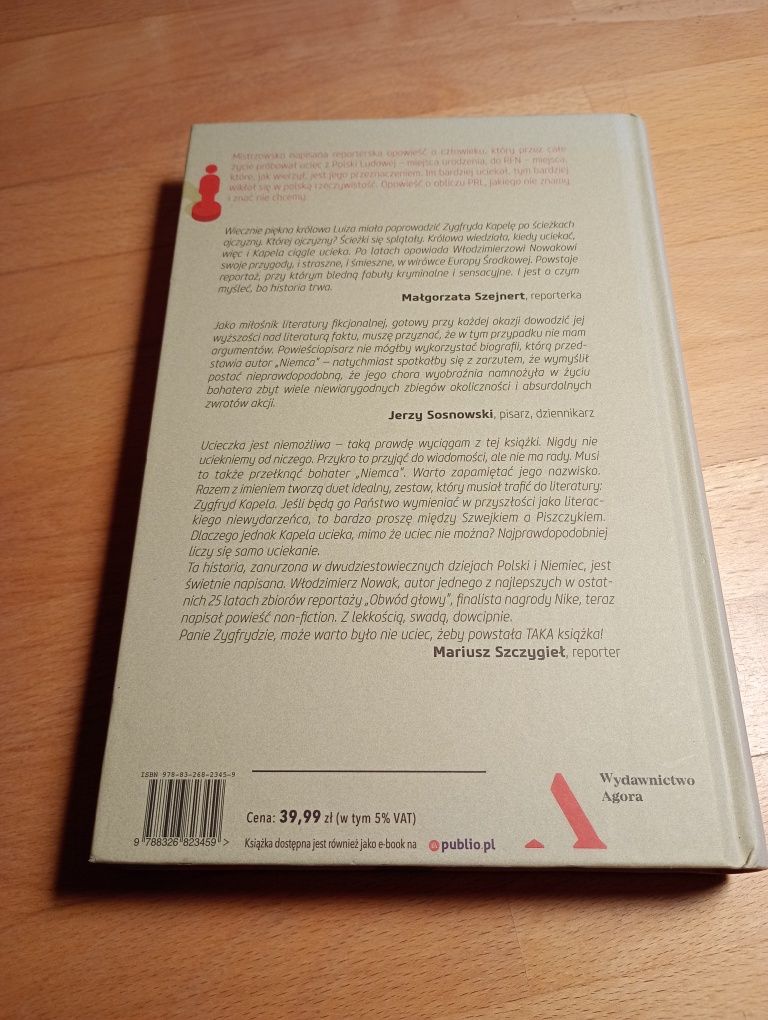 Mistrzowsko napisana reporterska opowieść o człowieku, który przez całe
życie próbował uciec z Polski Ludowej – miejsca urodzenia, do RFN – miejsca,
które, jak wierzył, jest jego przeznaczeniem. Im bardziej uciekał, tym bardziej
wikłał się w polską rzeczywistość. Opowieść o obliczu PRL, jakiego nie znamy
i znać nie chcemy.
Wiecznie piękna królowa Luiza miała poprowadzić Zygfryda Kapelę po ścieżkach
ojczyzny. Której ojczyzny? Ścieżki się splątały. Królowa wiedziała, kiedy uciekać,
więc i Kapela ciągle ucieka. Po latach opowiada Włodzimierzowi Nowakowi
swoje przygody, i straszne, i śmieszne, w wirówce Europy Środkowej. Powstaje
reportaż, przy którym bledną fabuły kryminalne i sensacyjne. I jest o czym
myśleć, bo historia trwa.
Małgorzata Szejnert, reporterka
Jako miłośnik literatury fikcjonalnej, gotowy przy każdej okazji dowodzić jej
wyższości nad literaturą faktu, muszę przyznać, że w tym przypadku nie mam
argumentów. Powieściopisarz nie mógłby wykorzystać biografii, którą przed-
stawia autor „Niemca” – natychmiast spotkałby się z zarzutem, że wymyślił
postać nieprawdopodobną, że jego chora wyobraźnia namnożyła w życiu
bohatera zbyt wiele niewiarygodnych zbiegów okoliczności i absurdalnych
zwrotów akcji.
Jerzy Sosnowski, pisarz, dziennikarz
Ucieczka jest niemożliwa – taką prawdę wyciągam z tej książki. Nigdy nie
uciekniemy od niczego. Przykro to przyjąć do wiadomości, ale nie ma rady. Musi
to także przełknąć bohater „Niemca”. Warto zapamiętać jego nazwisko.
Razem z imieniem tworzą duet idealny, zestaw, który musiał trafić do literatury:
Zygfryd Kapela. Jeśli będą go Państwo wymieniać w przyszłości jako literac-
kiego niewydarzeńca, to bardzo proszę między Szwejkiem a Piszczykiem.
Dlaczego jednak Kapela ucieka, mimo że uciec nie można? Najprawdopodobniej
liczy się samo uciekanie.
Ta historia, zanurzona w dwudziestowiecznych dziejach Polski i Niemiec, jest
świetnie napisana. Włodzimierz Nowak, autor jednego z najlepszych w ostat-
nich 25 latach zbiorów reportaży „Obwód głowy”, finalista nagrody Nike, teraz
napisał powieść non-fiction. Z lekkością, swadą, dowcipnie.
Panie Zygfrydzie, może warto było nie uciec, żeby powstała TAKA książka!
Mariusz Szczygieł, reporter
ISBN 978-83-268-2345-9
9 788326 823459 >
Cena: 39,99 zł (w tym 5% VAT)
Książka dostępna jest również jako e-book na publio.pl
Wydawnictwo
Agora